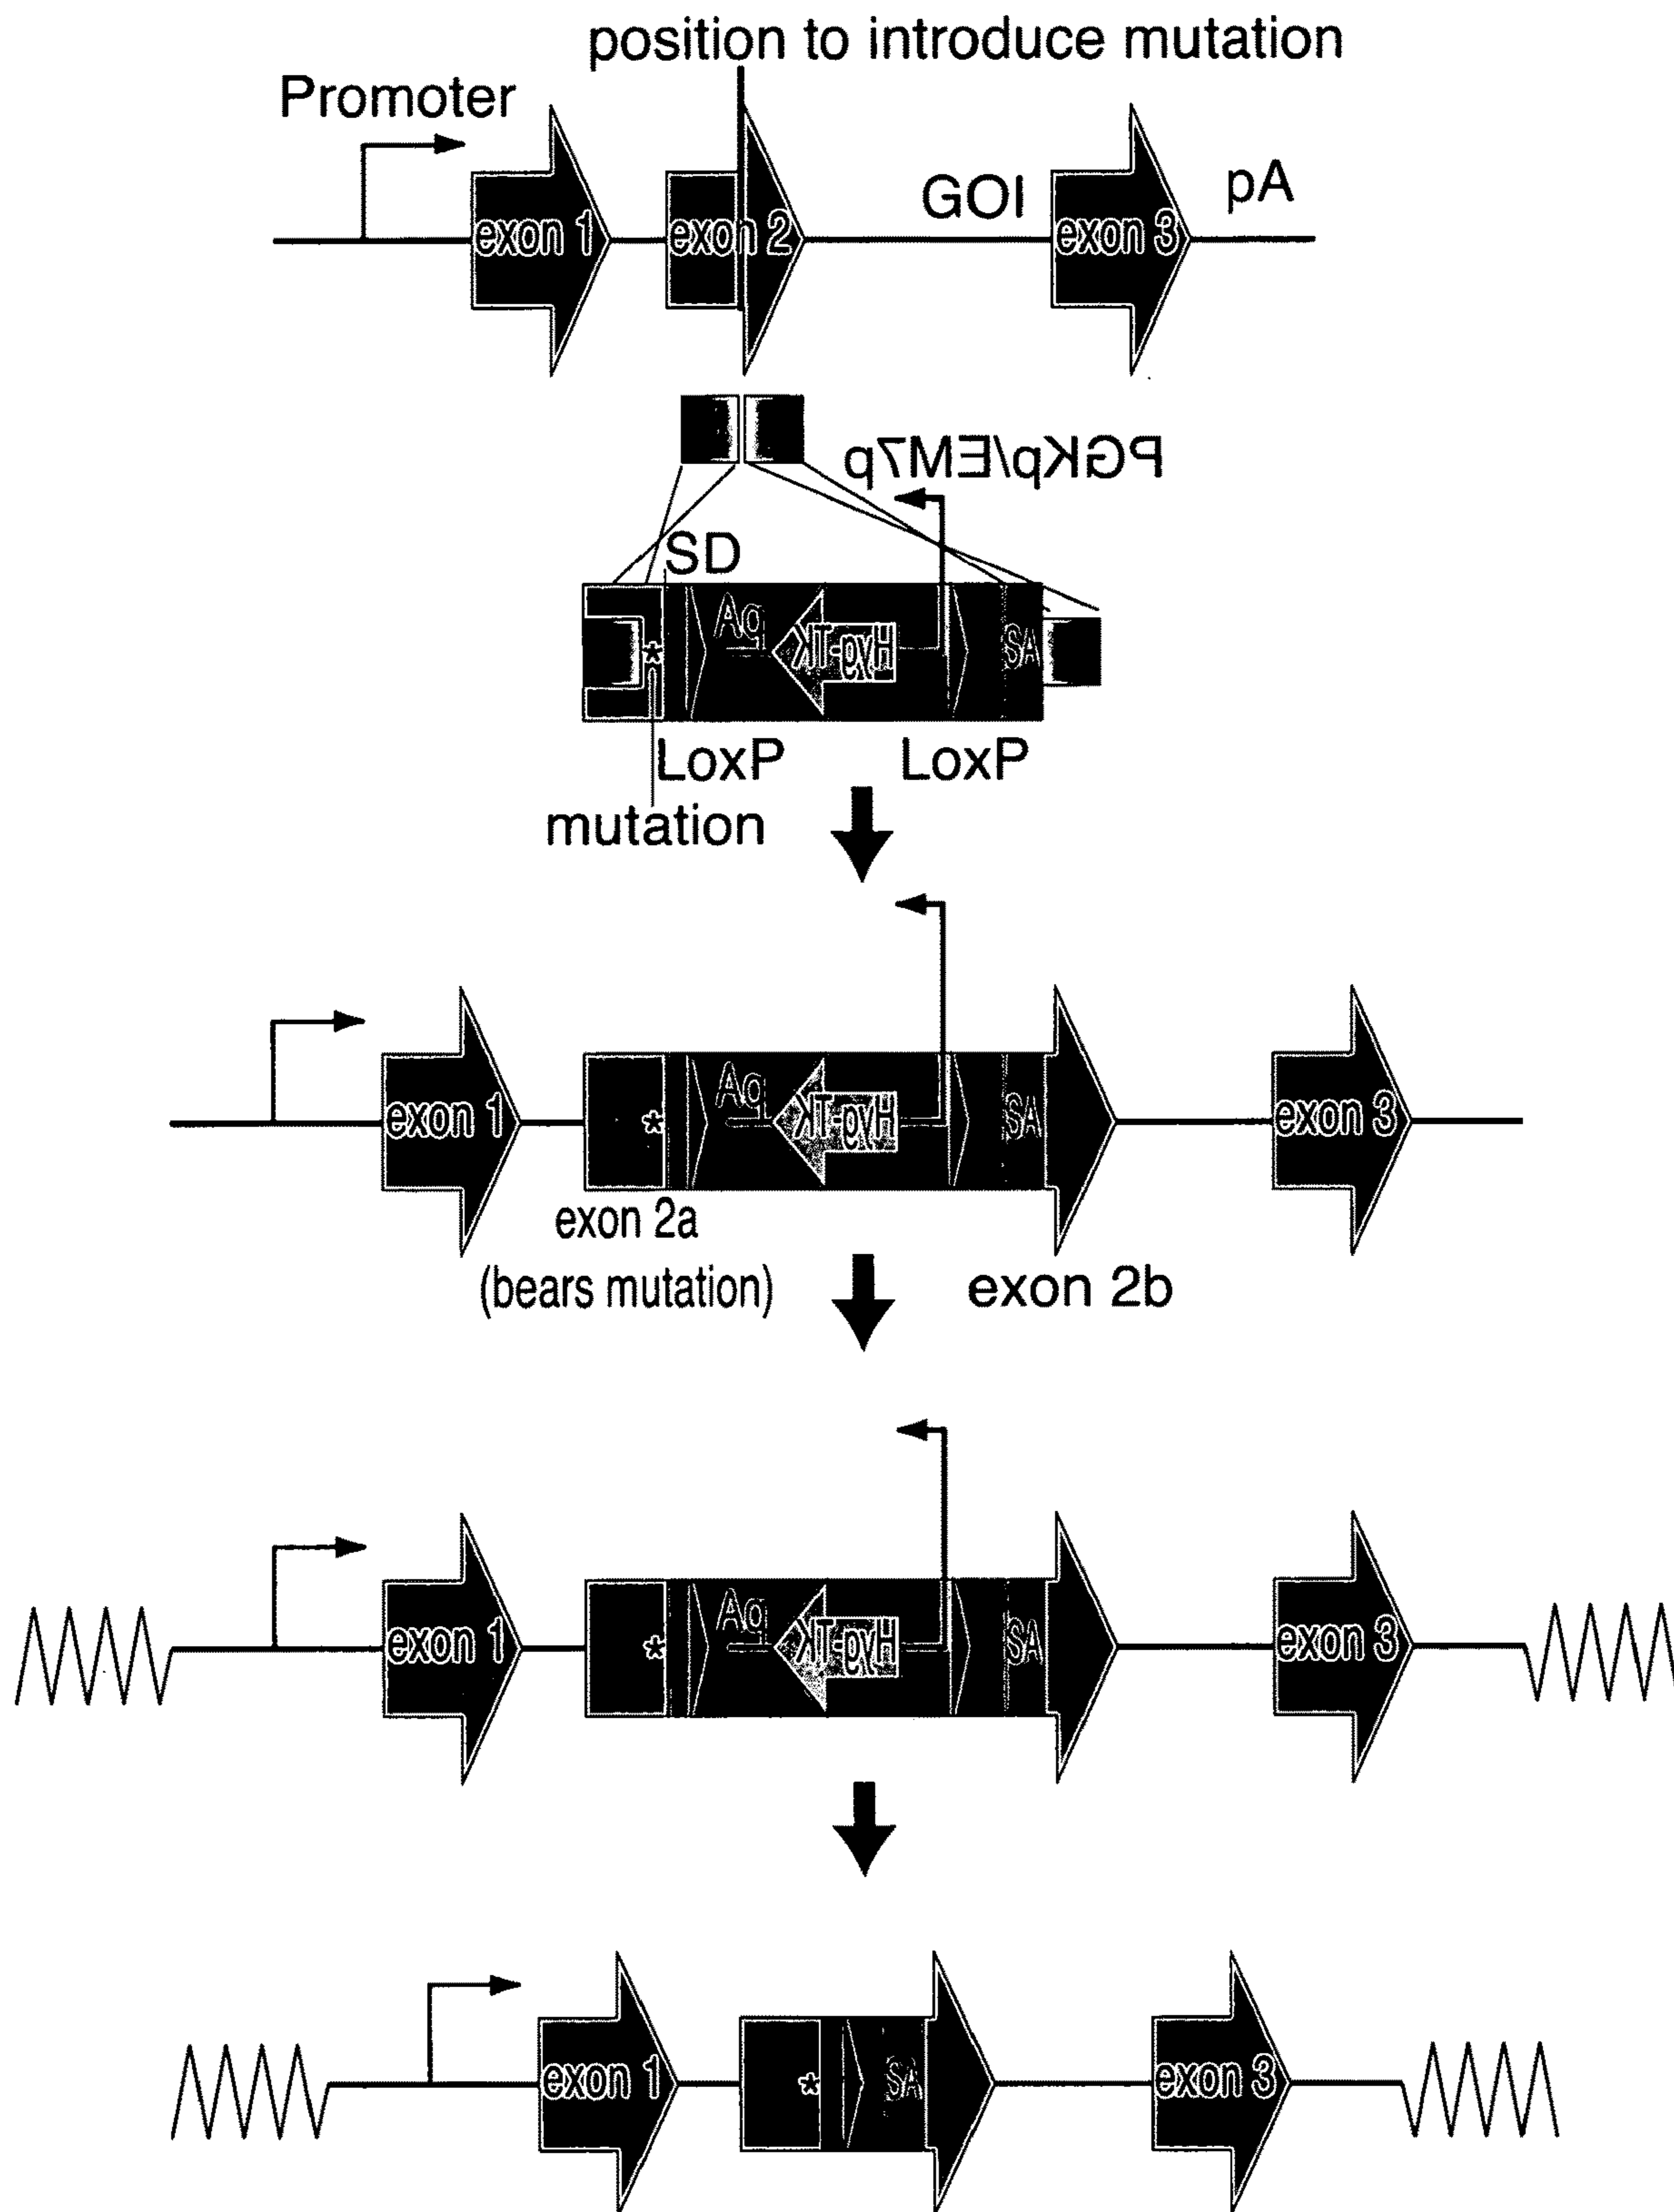 position to introduce mutation
Promoter
exon 1
exon 2
GOI
exon 3
pA
PGKp/EM7p
SD
*
pA
Hyg-TK
SA
LoxP
LoxP
mutation
exon 1
*
pA
Hyg-TK
SA
exon 3
exon 2a
(bears mutation)
exon 2b
exon 1
*
pA
Hyg-TK
SA
exon 3
exon 1
*
SA
exon 3